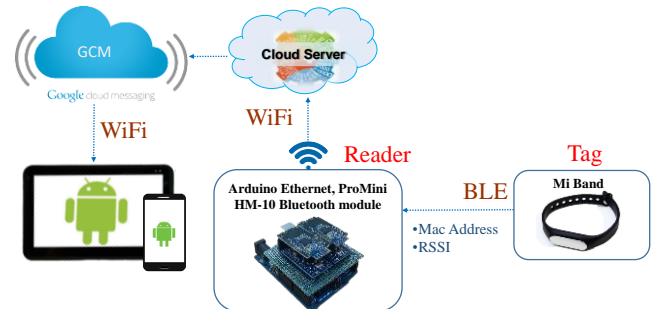 GCM
Google cloud messaging
Cloud Server
WiFi
WiFi
Reader
Tag
Arduino Ethernet, ProMini
HM-10 Bluetooth module
BLE
Mi Band
•Mac Address
•RSSI